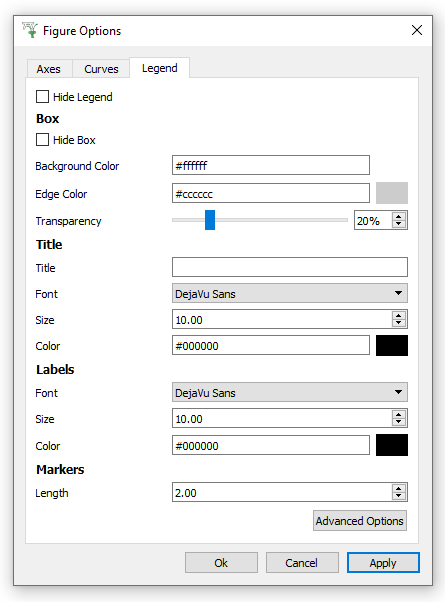 Figure Options
Axes Curves Legend
Hide Legend
Box
Hide Box
Background Color #ffffff
Edge Color #cccccc
Transparency 20%
Title
Title
Font DejaVu Sans
Size 10.00
Color #000000
Labels
Font DejaVu Sans
Size 10.00
Color #000000
Markers
Length 2.00
Advanced Options
Ok Cancel Apply